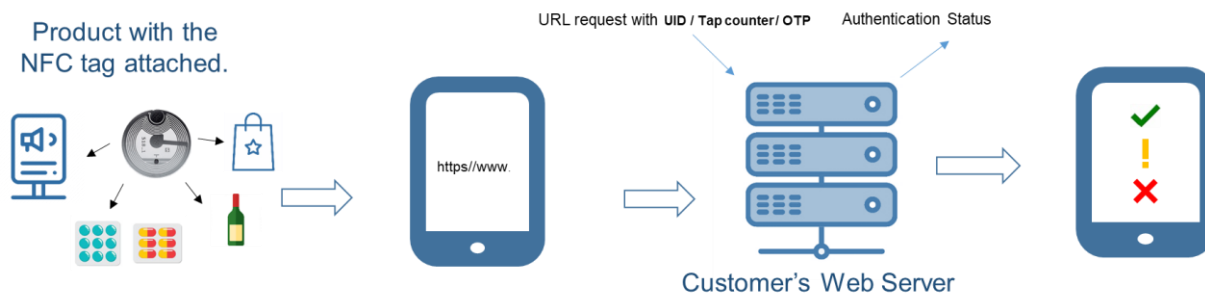 Product with the
NFC tag attached.
https//www.
URL request with UID / Tap counter/ OTP
Authentication Status
Customer's Web Server